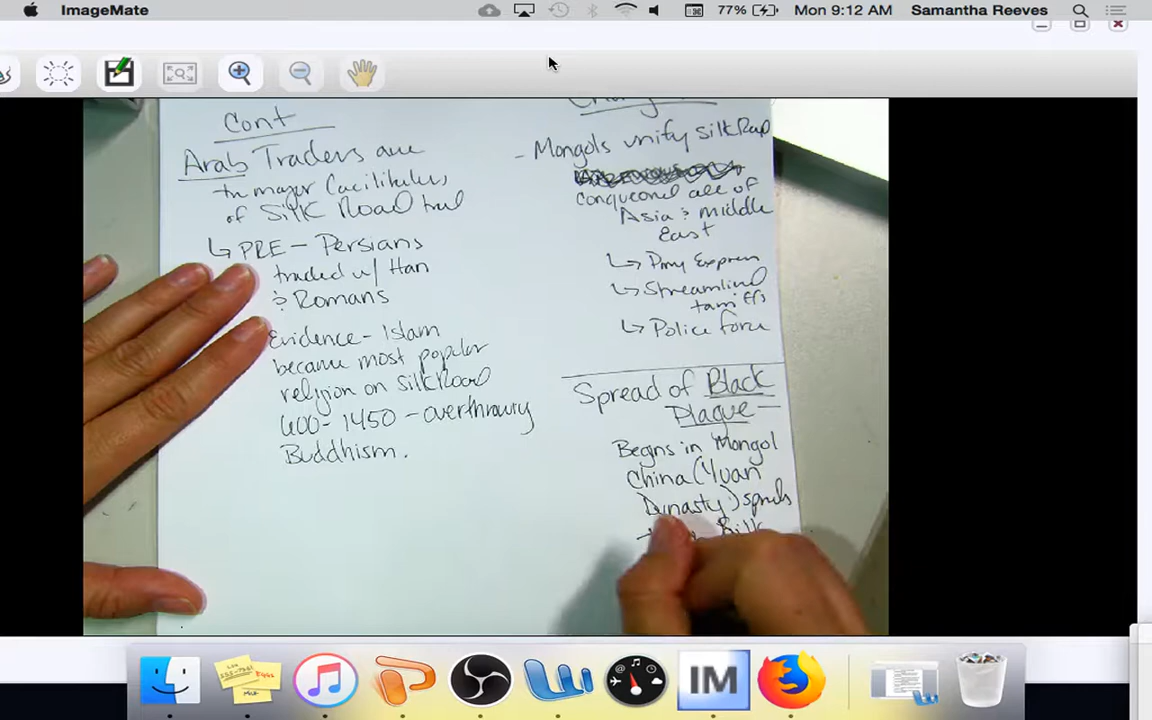 ImageMate
77%
Mon 9:12 AM
Samantha Reeves
Cont
Arab Traders are
the major facilitators
of Silk Road trad
↳ PRE - Persians
traded w/ Han
& Romans
Evidence - Islam
became most popular
religion on Silk Road
600 - 1450 - overthrowing
Buddhism.
- Mongols unify Silk Road
conquered all of
Asia & middle
East
↳ Pony Express
↳ Streamlined
tariffs
↳ Police force
Spread of Black
Plague -
Begins in Mongol
China (Yuan
Dynasty) spreads
Silk
IM